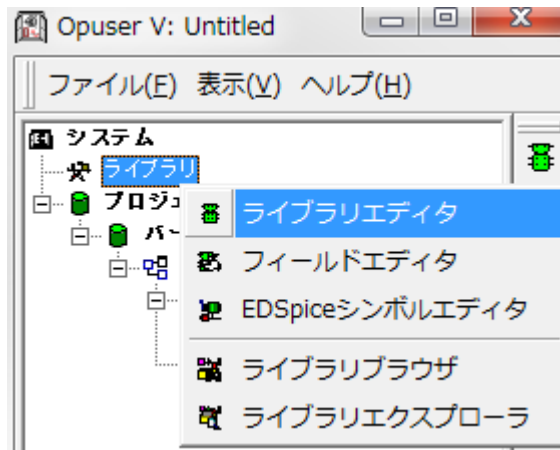 Opuser V: Untitled
ファイル(F) 表示(V) ヘルプ(H)
システム
ライブラリ
プロジェ
バー
ライブラリエディタ
フィールドエディタ
EDSpiceシンボルエディタ
ライブラリブラウザ
ライブラリエクスプローラ